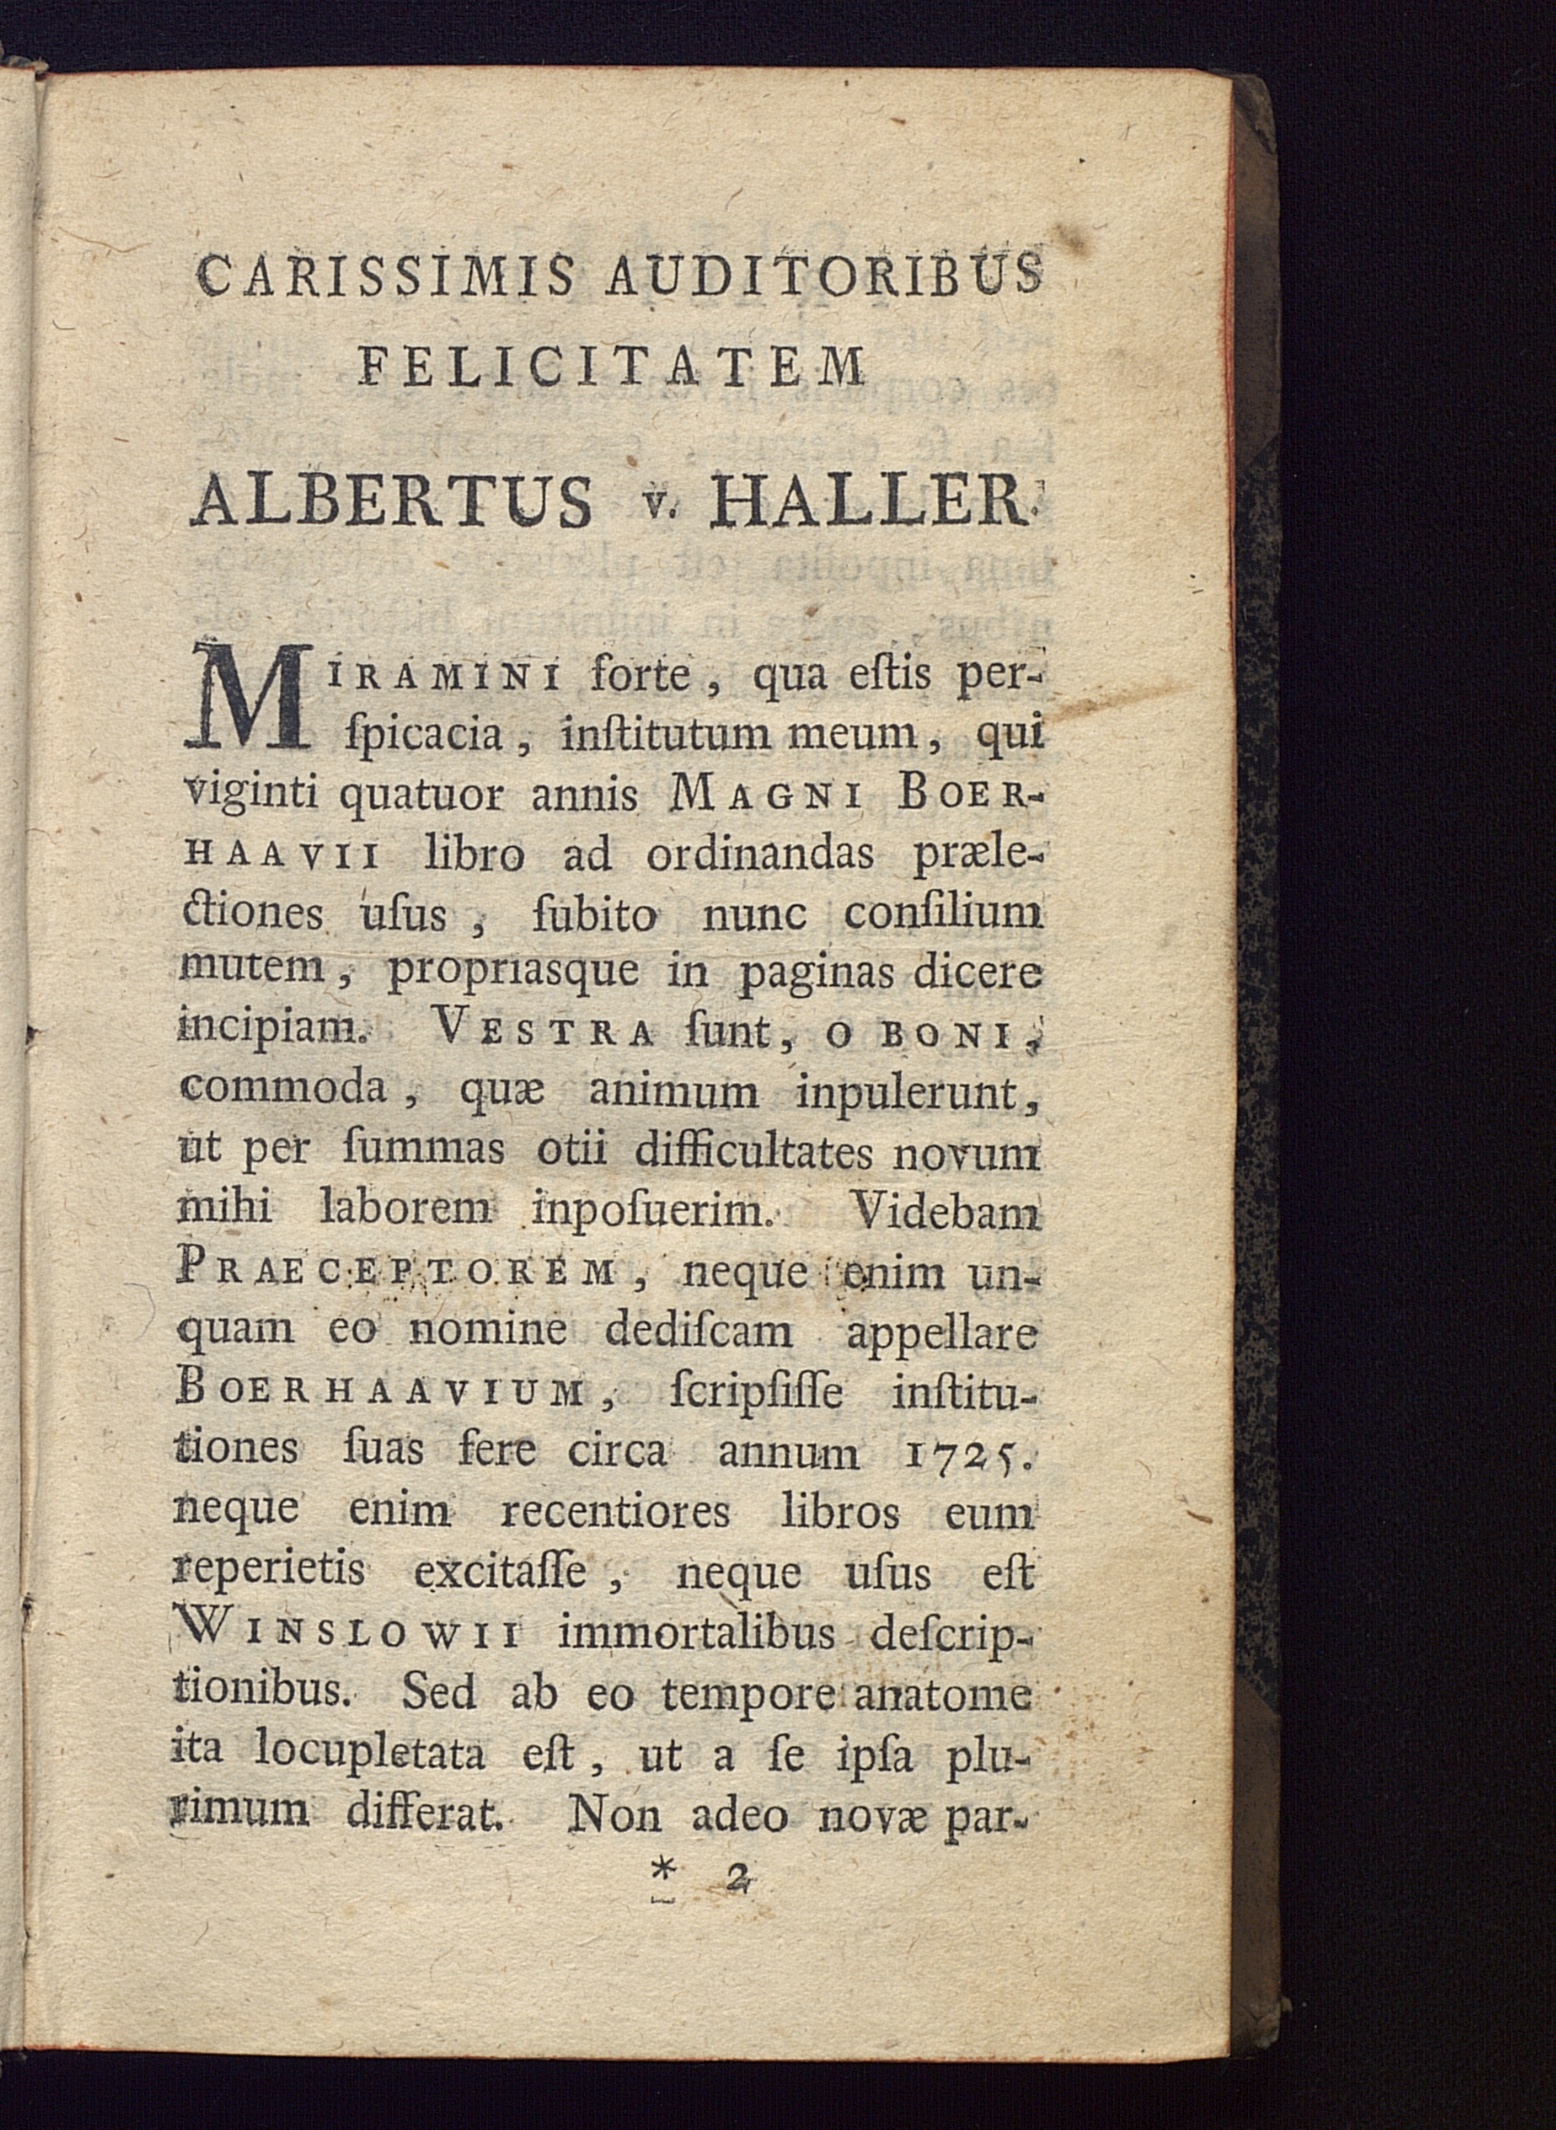 CARISSIMIS AUDITORIBUS
FELICITATEM
ALBERTUS v. HALLER.
MIRAMINI forte, qua eſtis per-
ſpicacia, inſtitutum meum, qui
viginti quatuor annis MAGNI BOER-
HAAVII libro ad ordinandas præle-
ctiones uſus, ſubito nunc conſilium
mutem, propriasque in paginas dicere
incipiam. VESTRA ſunt, O BONI,
commoda, quæ animum inpulerunt,
ut per ſummas otii difficultates novum
mihi laborem inpoſuerim. Videbam
PRAECEPTOREM, neque enim un-
quam eo nomine dediſcam appellare
BOERHAAVIUM, ſcripſiſſe inſtitu-
tiones ſuas fere circa annum 1725.
neque enim recentiores libros eum
reperietis excitaſſe, neque uſus eſt
WINSLOWII immortalibus deſcrip-
tionibus. Sed ab eo tempore anatome
ita locupletata eſt, ut a ſe ipſa plu-
rimum differat. Non adeo novæ par-
* 2